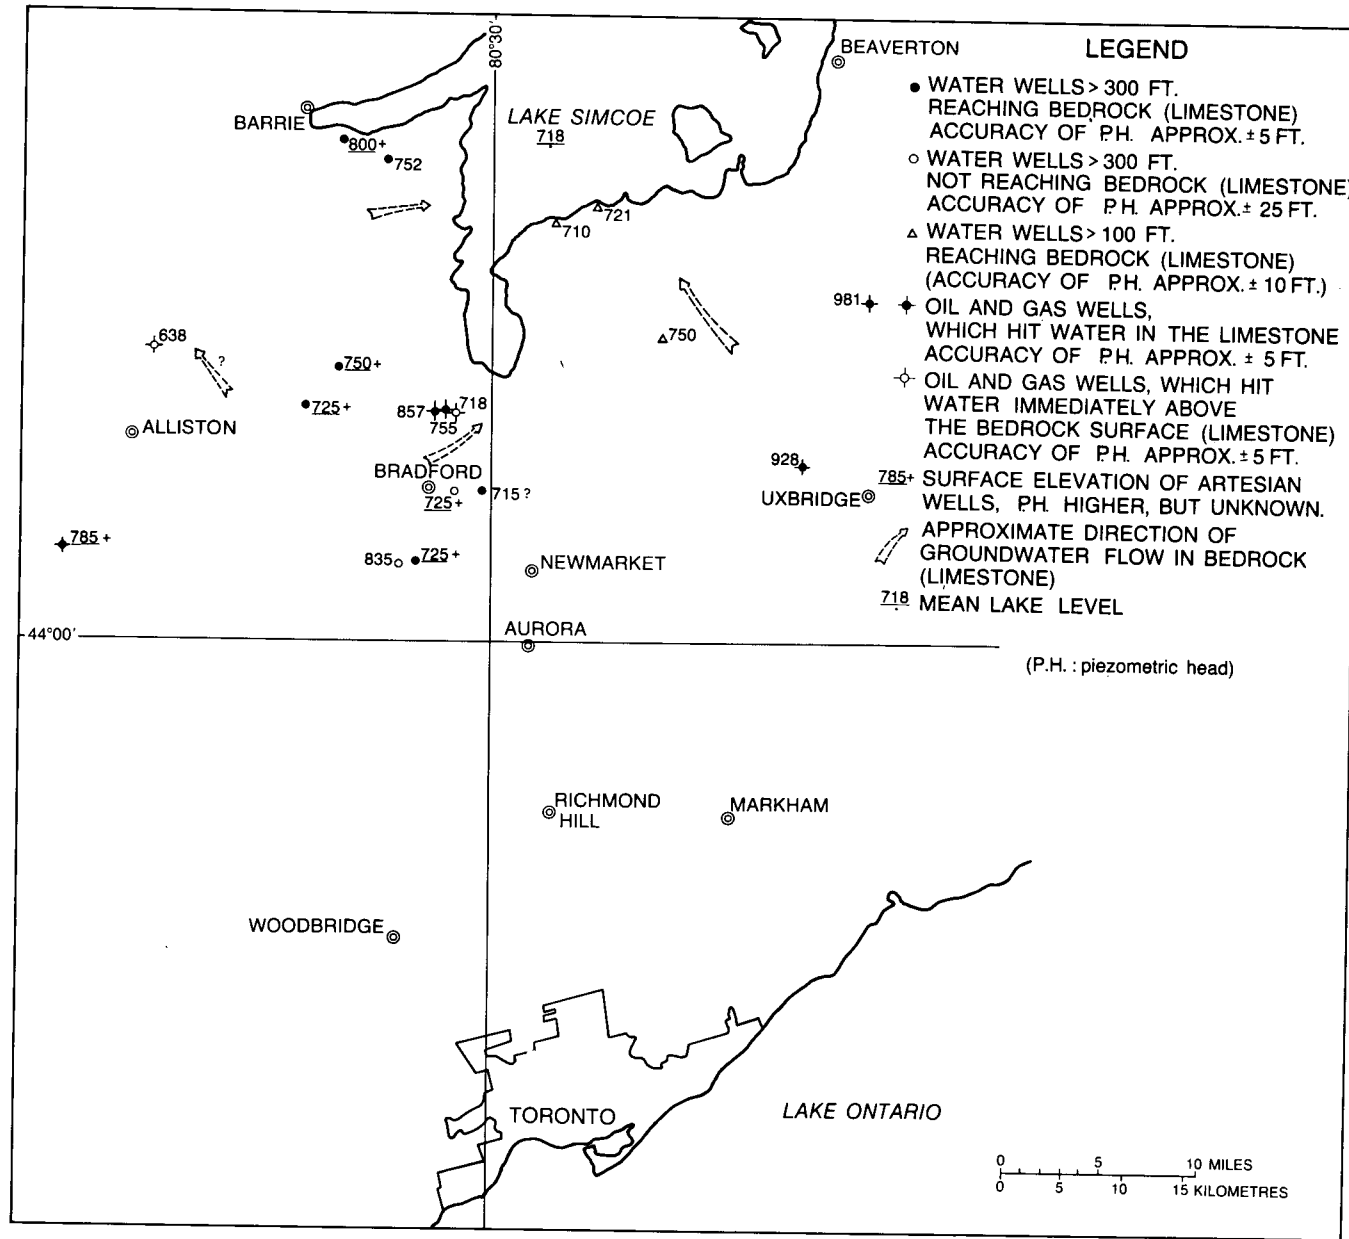 80°30'
BEAVERTON
LEGEND
BARRIE
LAKE SIMCOE
718
800+
752
721
710
981
638
?
750+
750
725+
857
718
755
ALLISTON
BRADFORD
928
725+
715?
UXBRIDGE
785+
835
725+
NEWMARKET
44°00'
AURORA
WATER WELLS > 300 FT.
REACHING BEDROCK (LIMESTONE)
ACCURACY OF P.H. APPROX. ± 5 FT.
WATER WELLS > 300 FT.
NOT REACHING BEDROCK (LIMESTONE)
ACCURACY OF P.H. APPROX. ± 25 FT.
WATER WELLS > 100 FT.
REACHING BEDROCK (LIMESTONE)
(ACCURACY OF P.H. APPROX. ± 10 FT.)
OIL AND GAS WELLS,
WHICH HIT WATER IN THE LIMESTONE
ACCURACY OF P.H. APPROX. ± 5 FT.
OIL AND GAS WELLS, WHICH HIT
WATER IMMEDIATELY ABOVE
THE BEDROCK SURFACE (LIMESTONE)
ACCURACY OF P.H. APPROX. ± 5 FT.
785+ SURFACE ELEVATION OF ARTESIAN
WELLS, P.H. HIGHER, BUT UNKNOWN.
APPROXIMATE DIRECTION OF
GROUNDWATER FLOW IN BEDROCK
(LIMESTONE)
718 MEAN LAKE LEVEL
(P.H. : piezometric head)
RICHMOND
HILL
MARKHAM
WOODBRIDGE
TORONTO
LAKE ONTARIO
0 5 10 MILES
0 5 10 15 KILOMETRES